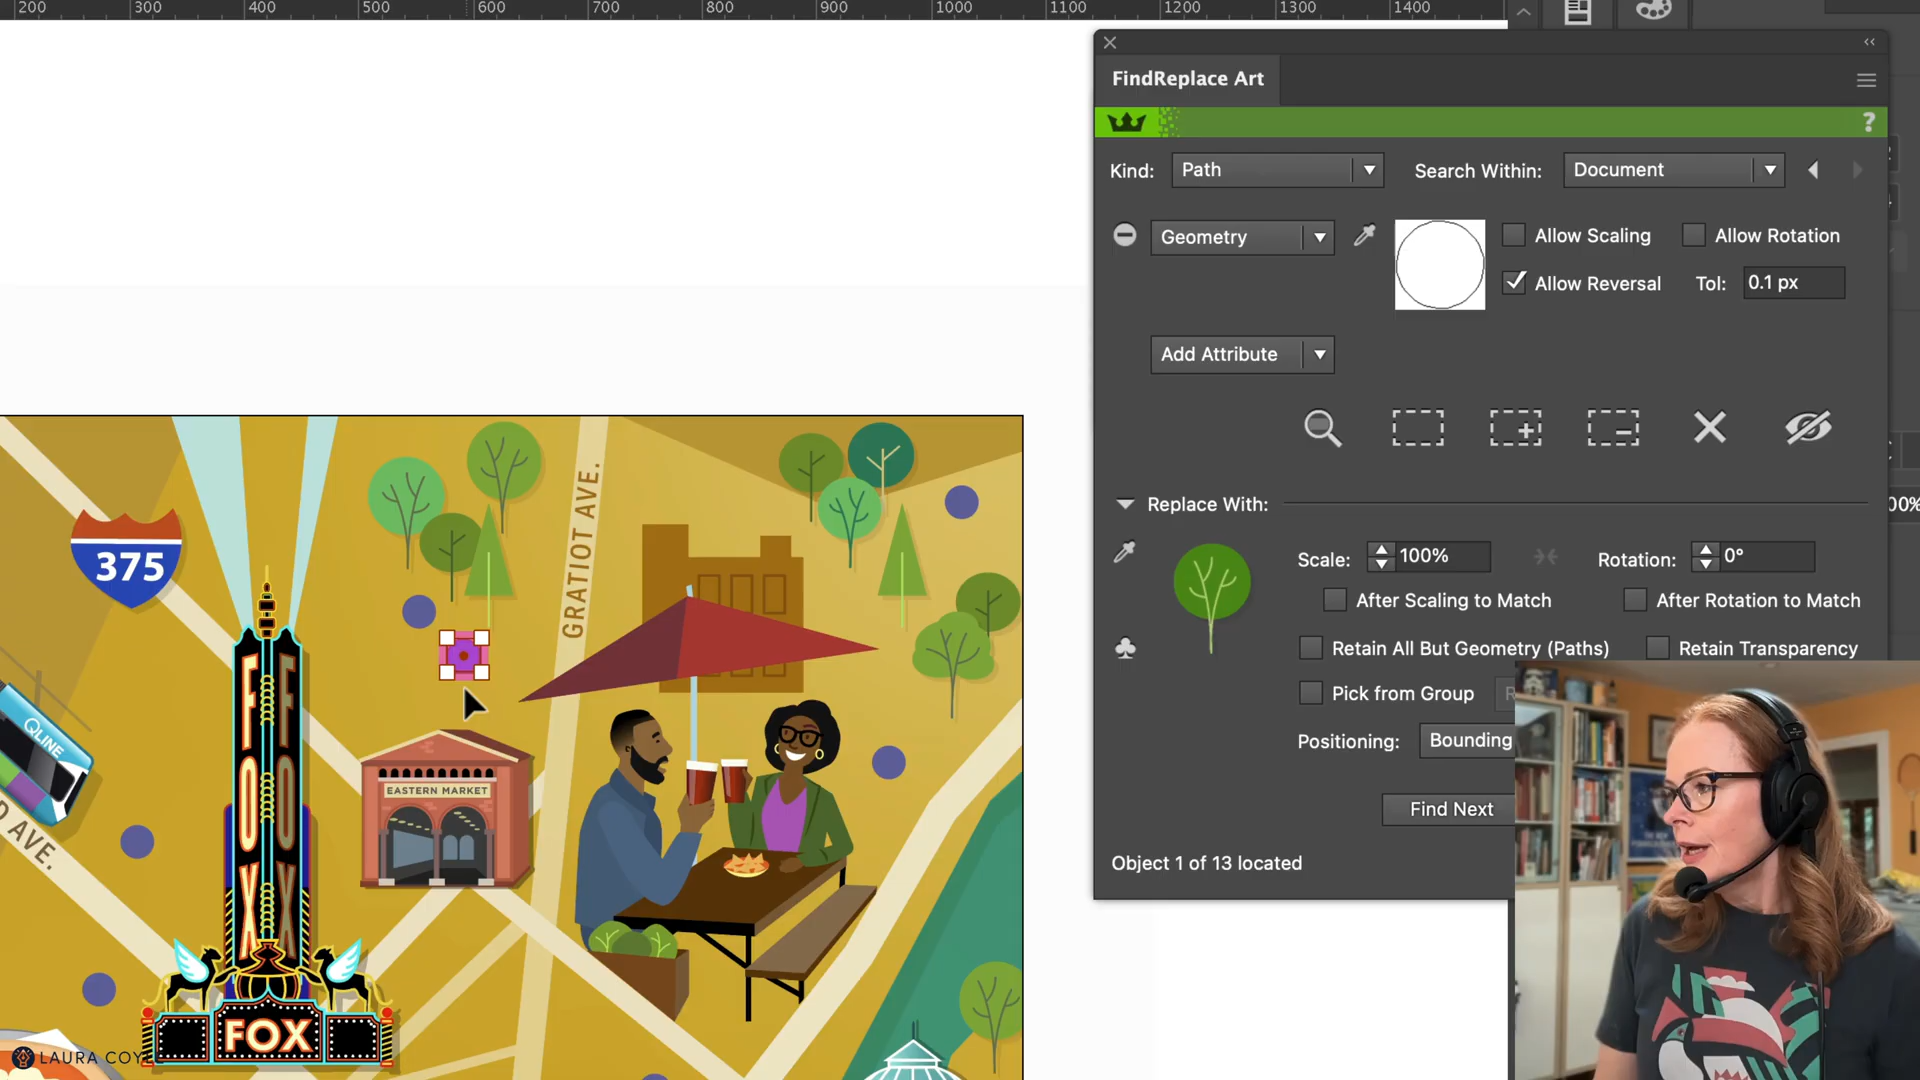 200 300 400 500 600 700 800 900 1000 1100 1200 1300 1400
FindReplace Art
?
Kind: Path Search Within: Document
Geometry Allow Scaling Allow Rotation
Allow Reversal Tol: 0.1 px
Add Attribute
Replace With:
Scale: 100% Rotation: 0°
After Scaling to Match After Rotation to Match
Retain All But Geometry (Paths) Retain Transparency
Pick from Group
Positioning: Bounding
Find Next
Object 1 of 13 located
00%
GRATIOT AVE.
375
FOX
FOX
QLINE
EASTERN MARKET
D AVE.
FOX
LAURA COYLE